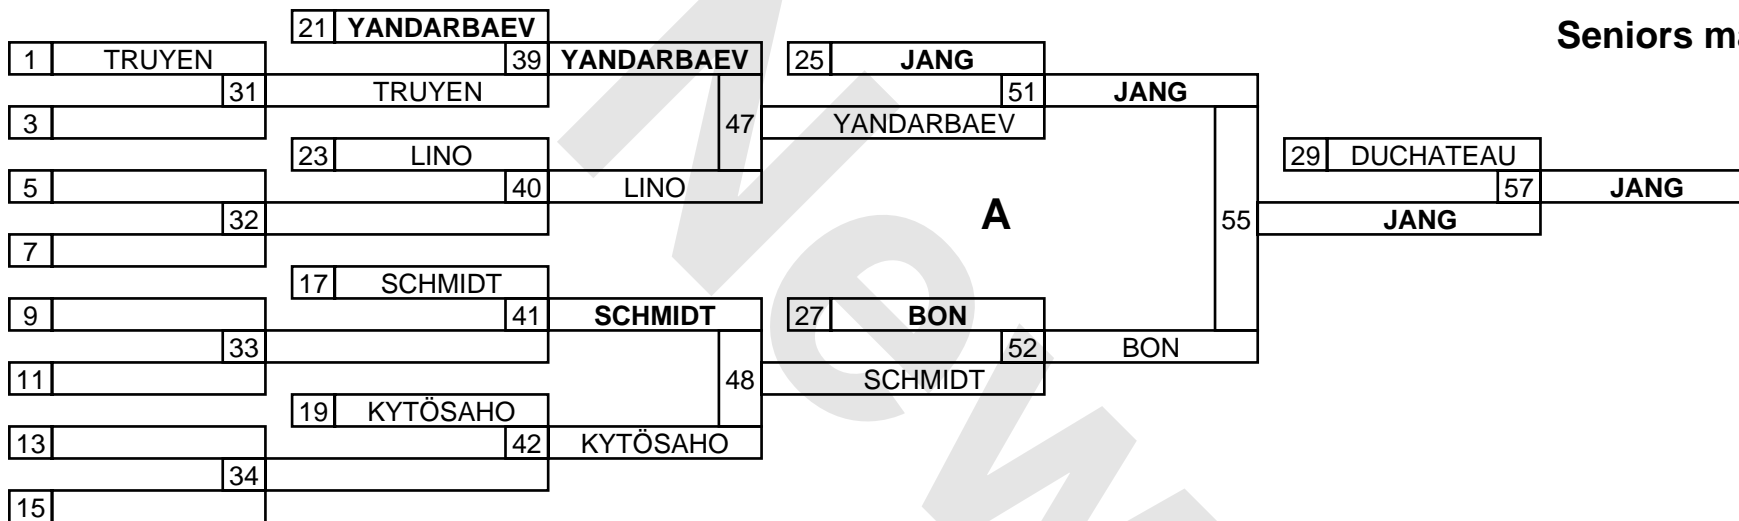 21 YANDARBAEV
Seniors ma
1 TRUYEN 39 YANDARBAEV 25 JANG
31 TRUYEN 51 JANG
3 47 YANDARBAEV
23 LINO 29 DUCHATEAU
5 40 LINO 57 JANG
32 A 55 JANG
7
17 SCHMIDT
9 41 SCHMIDT 27 BON
33 52 BON
11 48 SCHMIDT
19 KYTÖSAHO
13 42 KYTÖSAHO
34
15
New